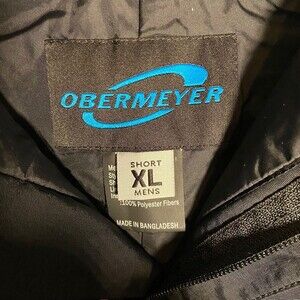 OBERMEYER
SHORT
XL
MENS
100% Polyester Fibers
MADE IN BANGLADESH